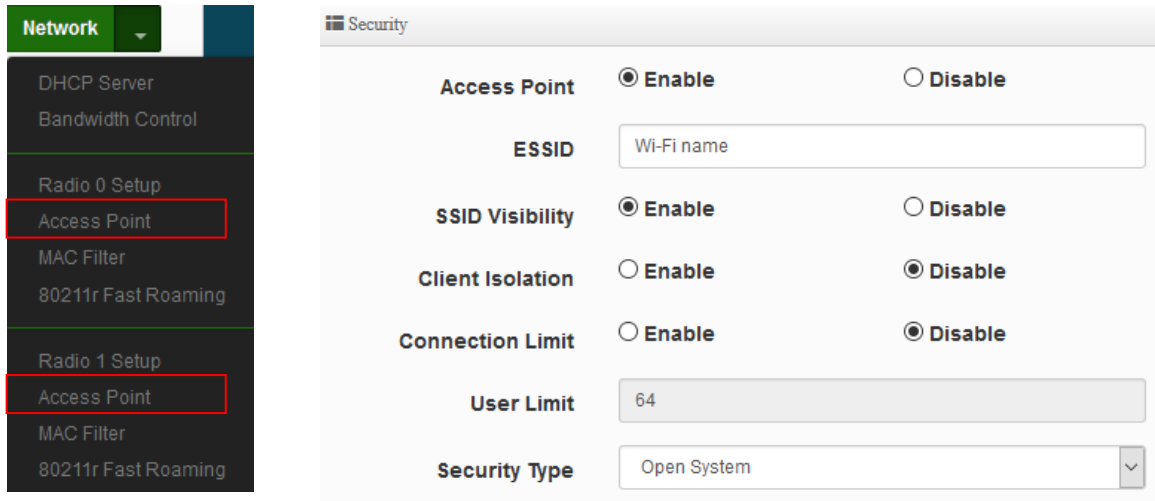 Network
DHCP Server
Bandwidth Control
Radio 0 Setup
Access Point
MAC Filter
80211r Fast Roaming
Radio 1 Setup
Access Point
MAC Filter
80211r Fast Roaming
Security
Access Point Enable Disable
ESSID Wi-Fi name
SSID Visibility Enable Disable
Client Isolation Enable Disable
Connection Limit Enable Disable
User Limit 64
Security Type Open System